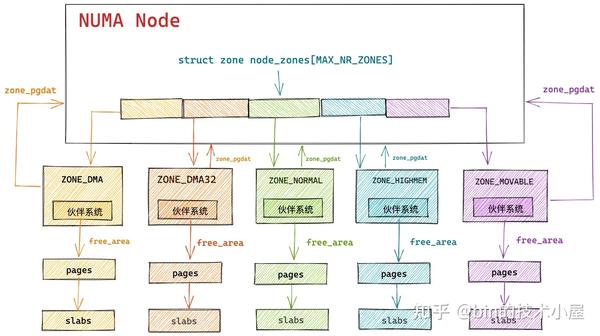 NUMA Node
struct zone node_zones[MAX_NR_ZONES]
zone_pgdat
zone_pgdat
zone_pgdat
zone_pgdat
zone_pgdat
ZONE_DMA
ZONE_DMA32
ZONE_NORMAL
ZONE_HIGHMEM
ZONE_MOVABLE
伙伴系统
伙伴系统
伙伴系统
伙伴系统
伙伴系统
free_area
free_area
free_area
free_area
free_area
pages
pages
pages
pages
pages
slabs
slabs
slabs
slabs
slabs
知乎 @bin的技术小屋